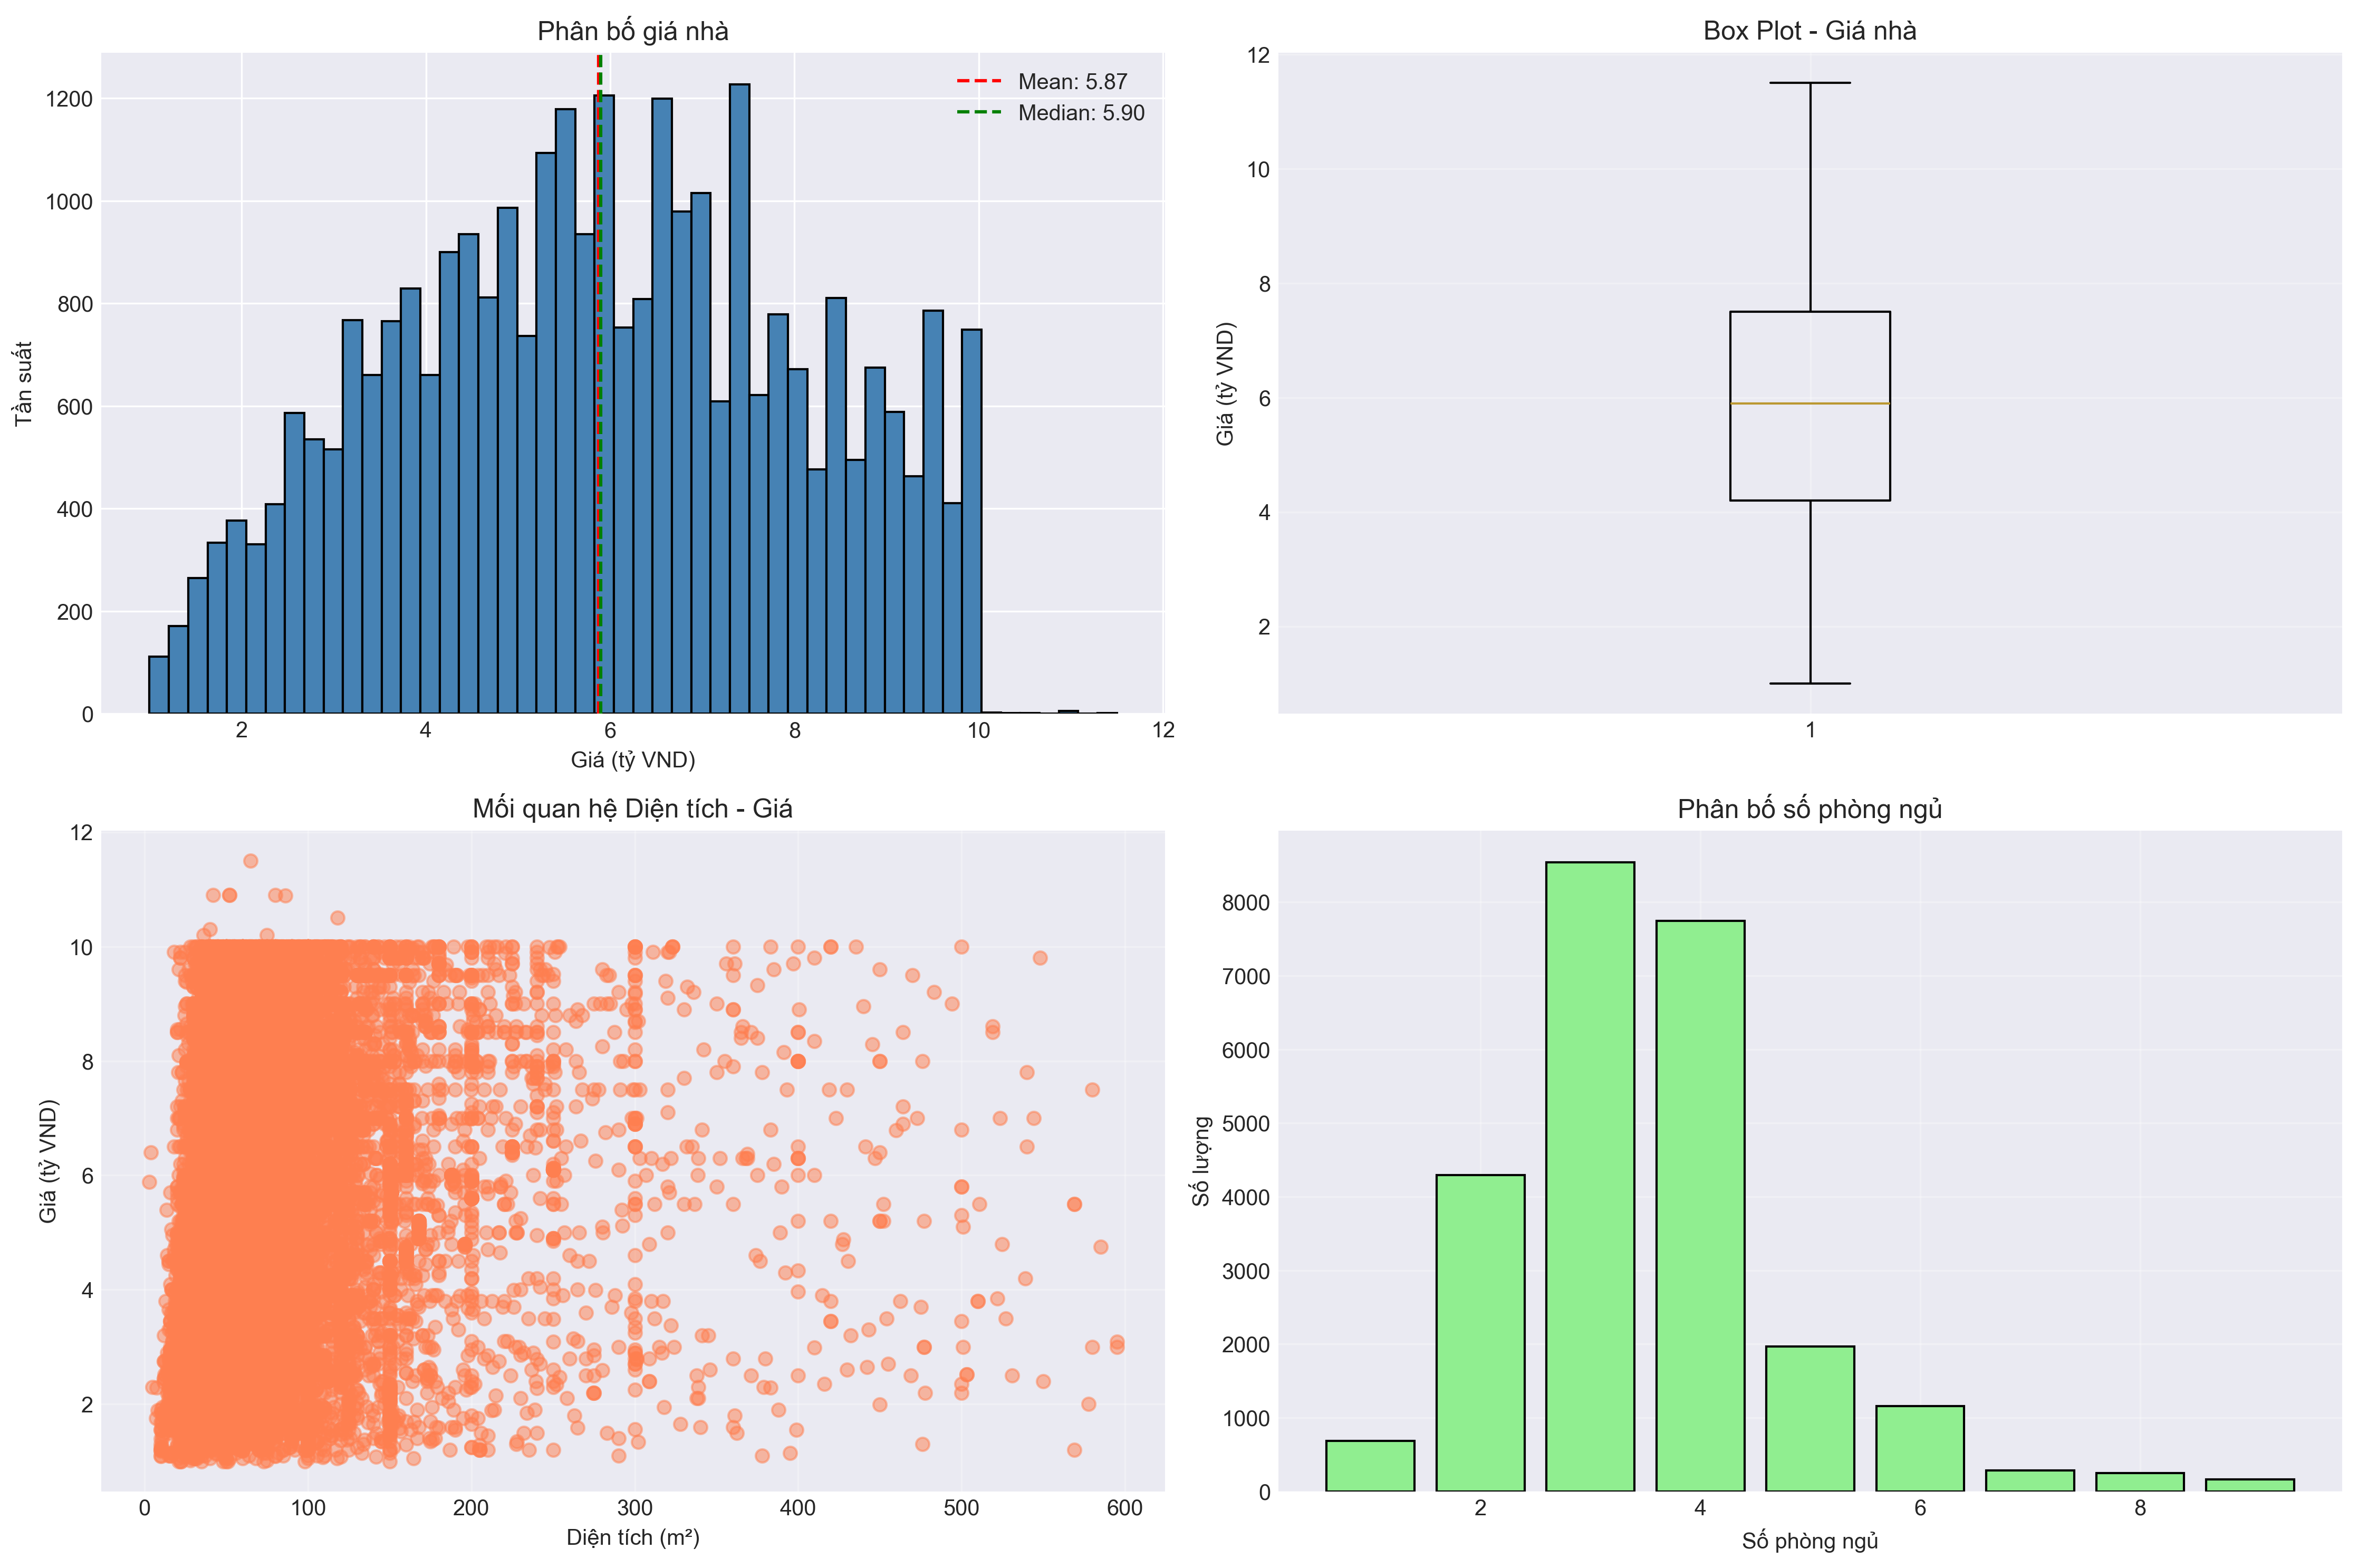 Phân bố giá nhà
Mean: 5.87
Median: 5.90
1200
1000
800
600
400
200
0
Tần suất
2 4 6 8 10 12
Giá (tỷ VND)
Box Plot - Giá nhà
12
10
8
6
4
2
Giá (tỷ VND)
1
Mối quan hệ Diện tích - Giá
12
10
8
6
4
2
Giá (tỷ VND)
0 100 200 300 400 500 600
Diện tích (m²)
Phân bố số phòng ngủ
8000
7000
6000
5000
4000
3000
2000
1000
0
Số lượng
2 4 6 8
Số phòng ngủ